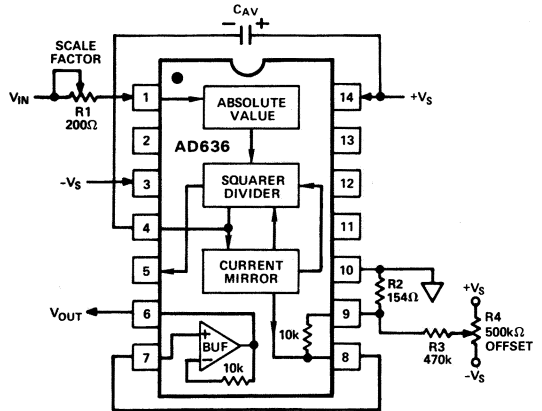 CAV
− +
SCALE
FACTOR
VIN
R1
200Ω
1
ABSOLUTE
VALUE
14
+VS
2
AD636
13
−VS
3
SQUARER
DIVIDER
12
4
11
5
CURRENT
MIRROR
10
R2
154Ω
+VS
VOUT
6
10k
9
R4
500kΩ
OFFSET
R3
470k
7
+
BUF
−
10k
8
−VS